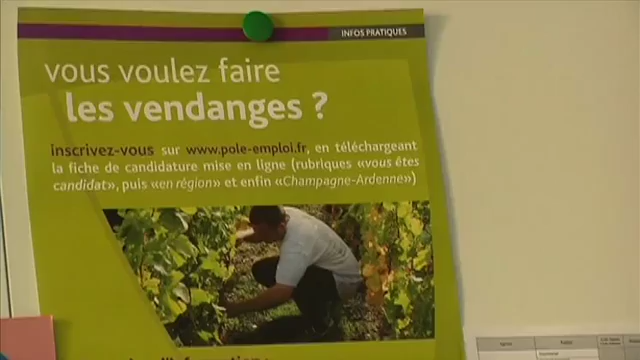 INFOS PRATIQUES
vous voulez faire
les vendanges ?
inscrivez-vous sur www.pole-emploi.fr, en téléchargeant
la fiche de candidature mise en ligne (rubriques «vous êtes
candidat», puis «en région» et enfin «Champagne-Ardenne»)